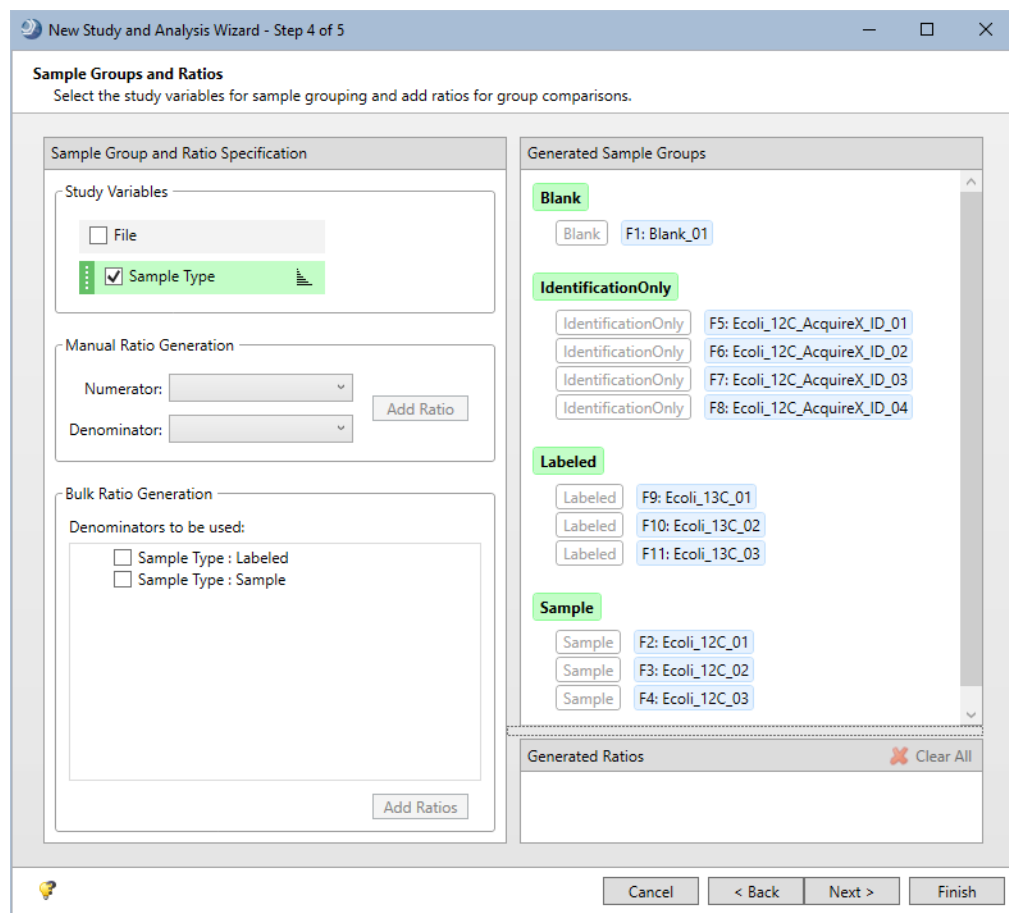 New Study and Analysis Wizard - Step 4 of 5
Sample Groups and Ratios
Select the study variables for sample grouping and add ratios for group comparisons.
Sample Group and Ratio Specification
Study Variables
File
Sample Type
Manual Ratio Generation
Numerator:
Denominator:
Add Ratio
Bulk Ratio Generation
Denominators to be used:
Sample Type : Labeled
Sample Type : Sample
Add Ratios
Generated Sample Groups
Blank
Blank F1: Blank_01
IdentificationOnly
IdentificationOnly F5: Ecoli_12C_AcquireX_ID_01
IdentificationOnly F6: Ecoli_12C_AcquireX_ID_02
IdentificationOnly F7: Ecoli_12C_AcquireX_ID_03
IdentificationOnly F8: Ecoli_12C_AcquireX_ID_04
Labeled
Labeled F9: Ecoli_13C_01
Labeled F10: Ecoli_13C_02
Labeled F11: Ecoli_13C_03
Sample
Sample F2: Ecoli_12C_01
Sample F3: Ecoli_12C_02
Sample F4: Ecoli_12C_03
Generated Ratios Clear All
Cancel < Back Next > Finish